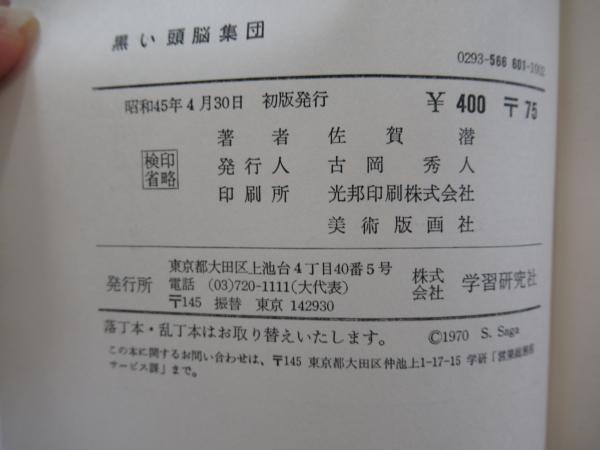 黒い頭脳集団
0293-566 601-1002
昭和45年4月30日 初版発行 ¥400 〒75
著者 佐賀潜
検印省略
発行人 古岡秀人
印刷所 光邦印刷株式会社
美術版画社
発行所 東京都大田区上池台4丁目40番5号
電話 (03)720-1111(大代表)
〒145 振替 東京 142930
株式会社 学習研究社
落丁本・乱丁本はお取り替えいたします。 ©1970 S. Saga
この本に関するお問い合わせは、〒145 東京都大田区仲池上1-17-15 学研「営業総務部
サービス課」まで。